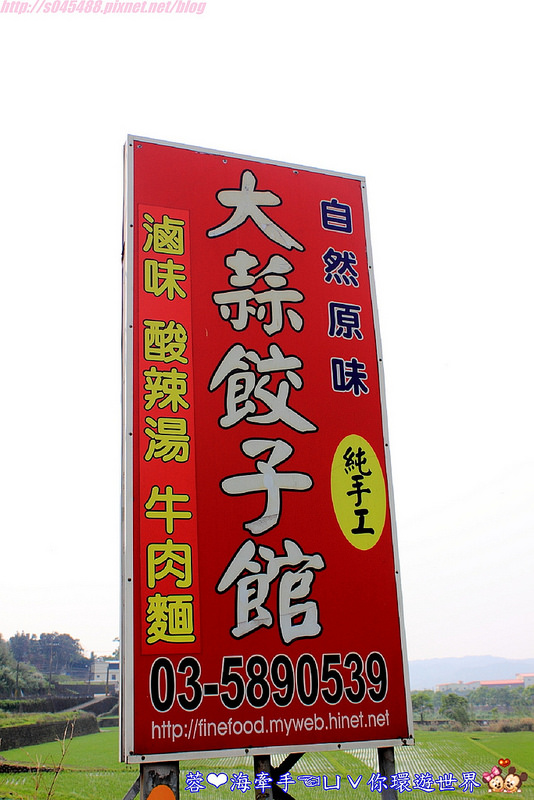 http://s045488.pixnet.net/blog
自然原味
純手工
大蒜餃子館
滷味 酸辣湯 牛肉麵
03-5890539
http://finefood.myweb.hinet.net
蓉❤海牽手☜ㄩㄥ你環遊世界